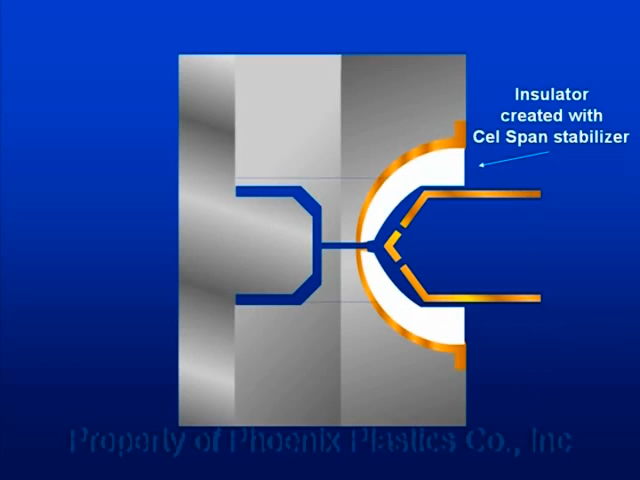 Insulator
created with
Cel Span stabilizer
Property of Phoenix Plastics Co., Inc